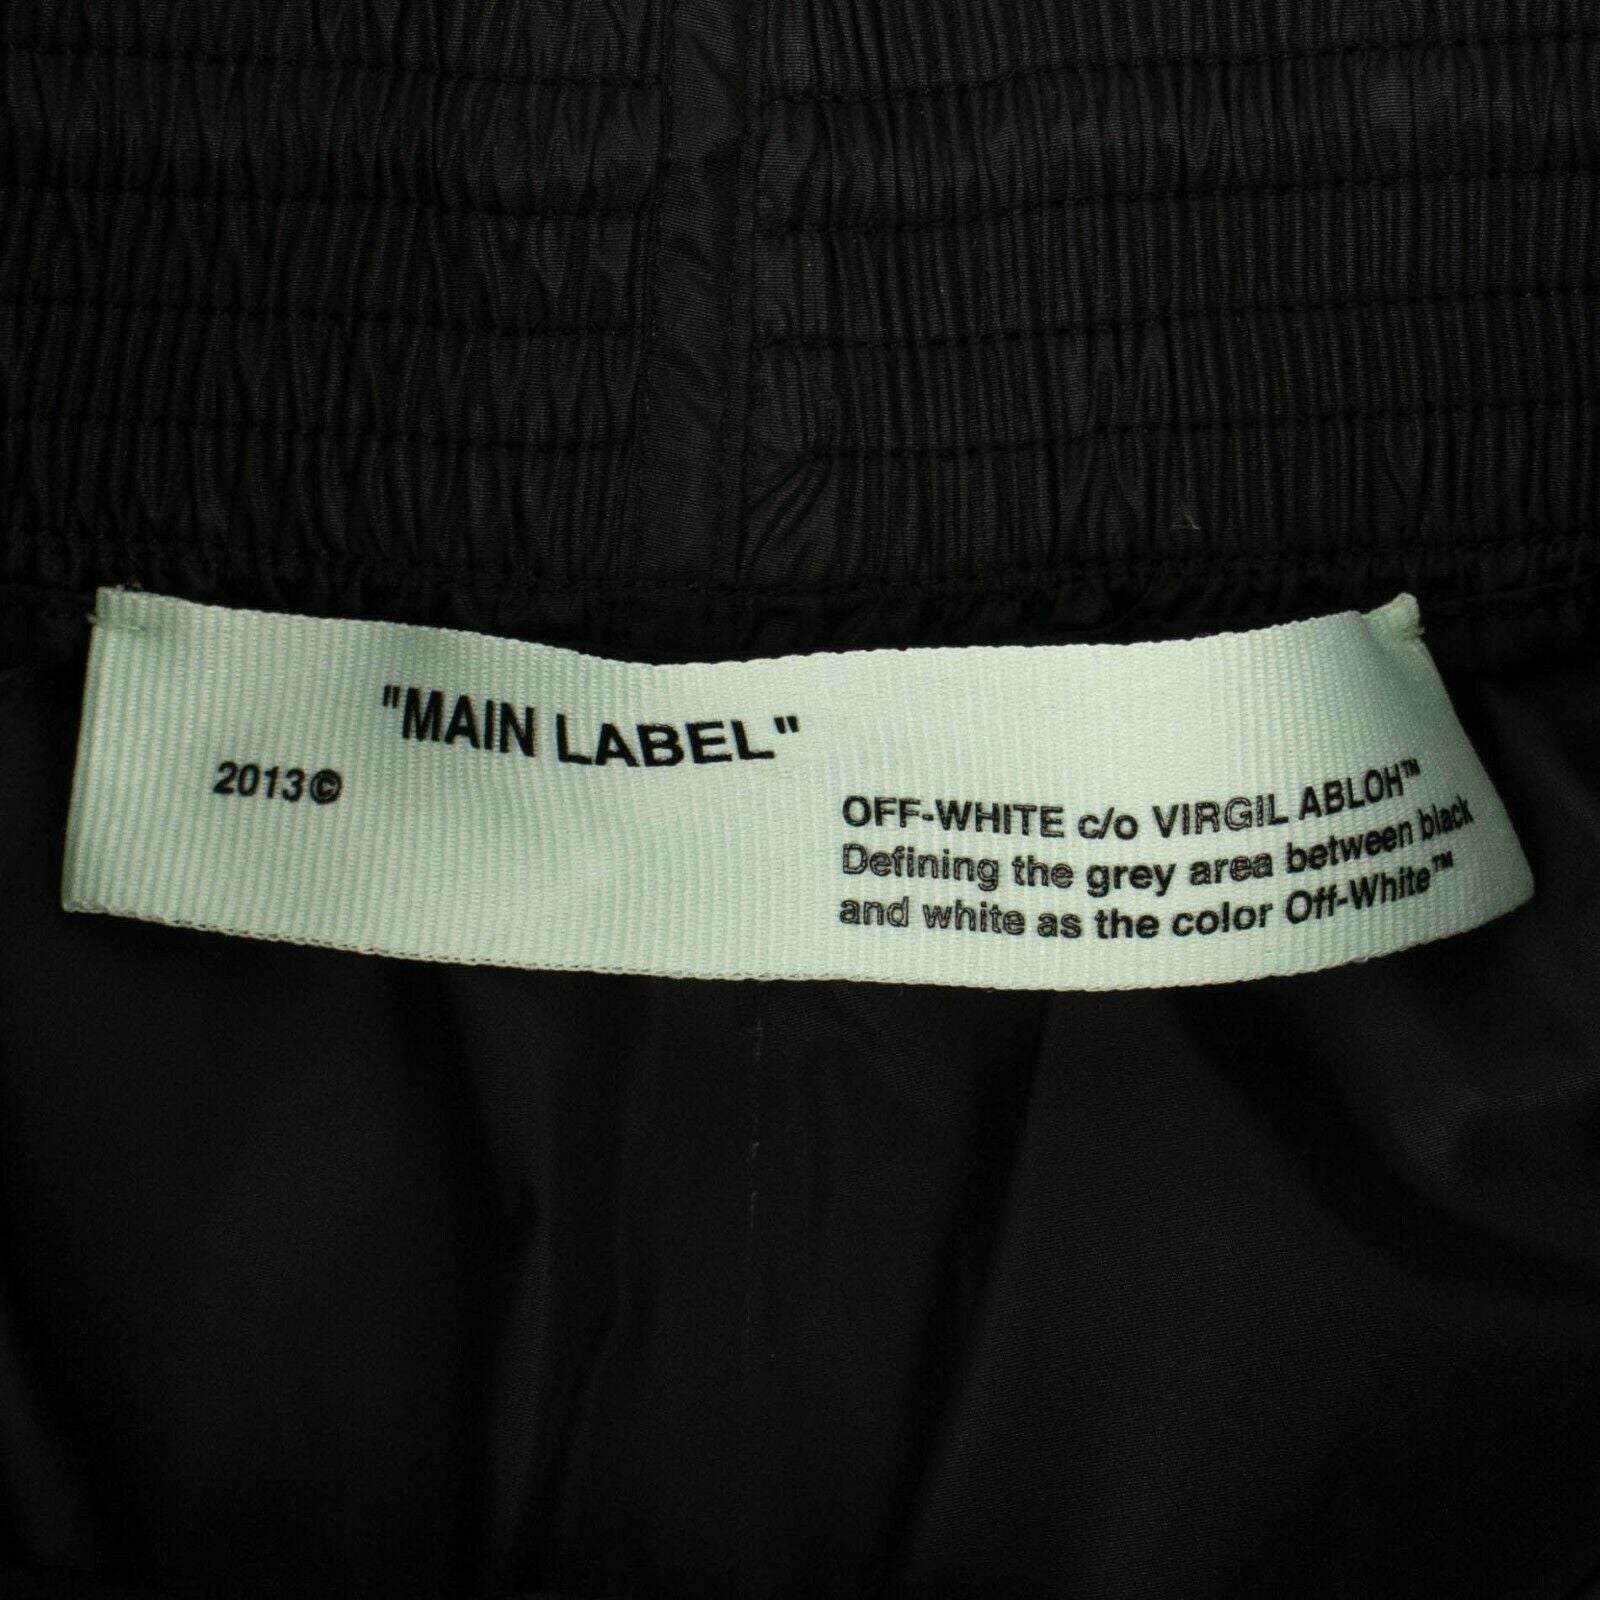 "MAIN LABEL"
2013©
OFF-WHITE c/o VIRGIL ABLOH™
Defining the grey area between black
and white as the color Off-White™